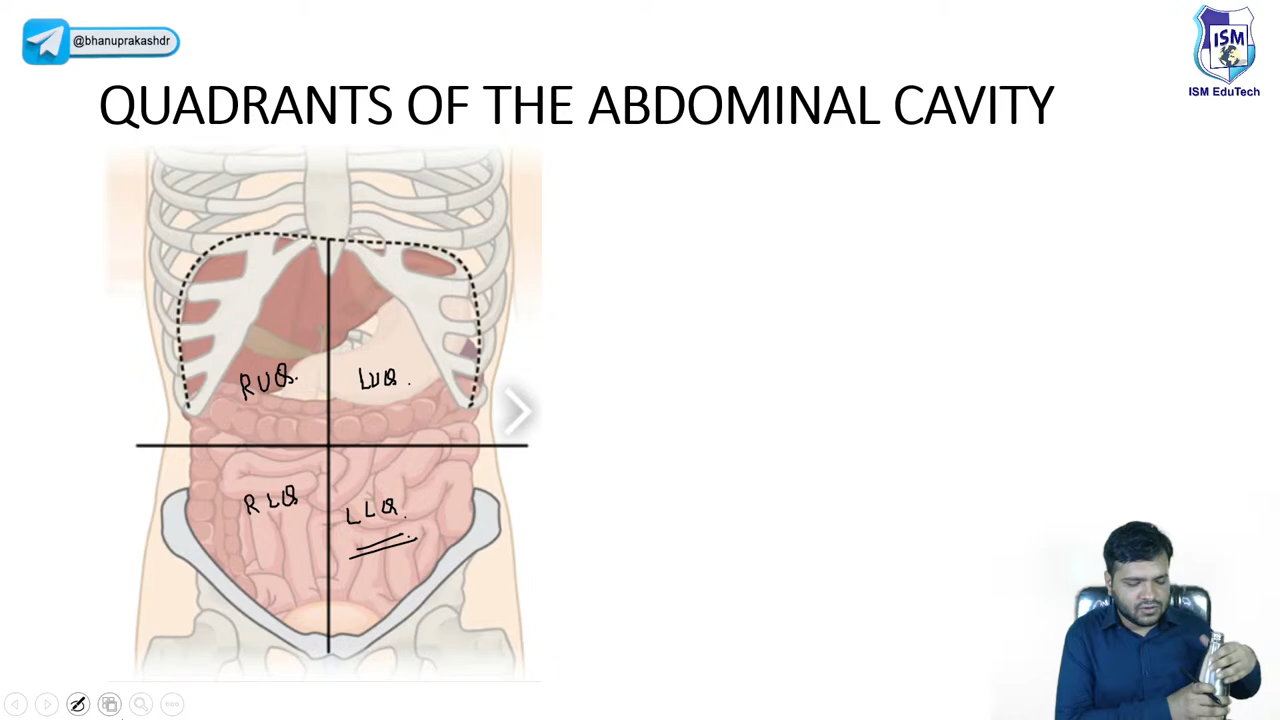 @bhanuprakashdr
ISM
ISM EduTech
QUADRANTS OF THE ABDOMINAL CAVITY
RUQ.
LUQ.
RLQ
LLQ.